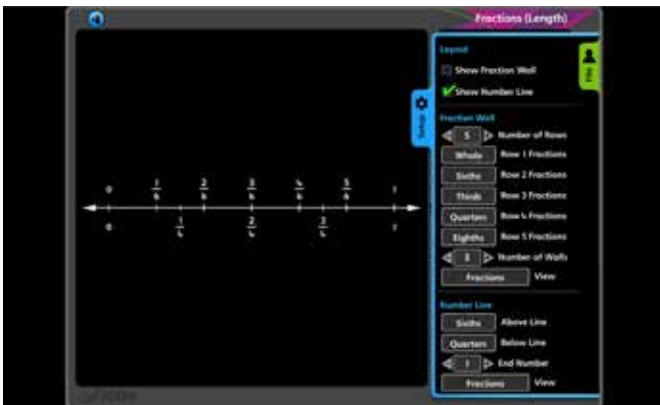 Fractions (Length)
Layout
Show Fraction Wall
Show Number Line
File
Setup
Fraction Wall
5 Number of Rows
Whole Row 1 Fractions
Sixths Row 2 Fractions
Thirds Row 3 Fractions
Quarters Row 4 Fractions
Eighths Row 5 Fractions
Number of Walls
Fractions View
0 1/6 2/6 3/6 4/6 5/6 1
0 1/4 2/4 3/4 1
Number Line
Sixths Above Line
Quarters Below Line
1 End Number
Fractions View